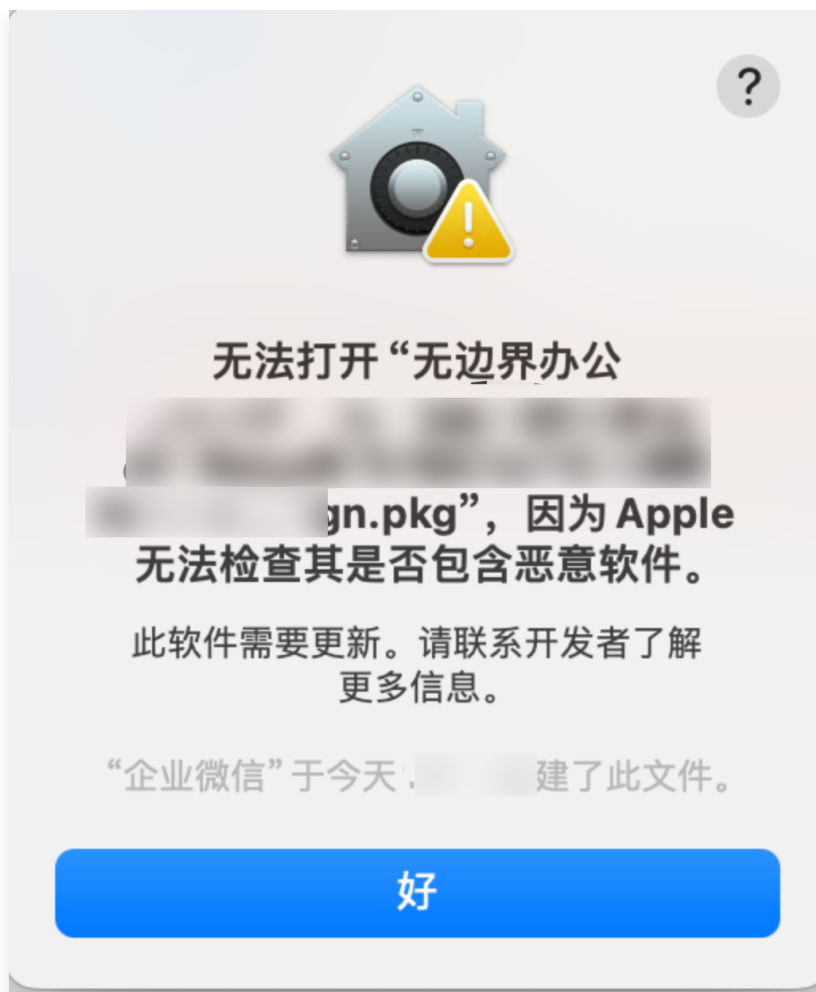 ?
无法打开“无边界办公
gn.pkg”，因为 Apple
无法检查其是否包含恶意软件。
此软件需要更新。请联系开发者了解
更多信息。
“企业微信”于今天 建了此文件。
好